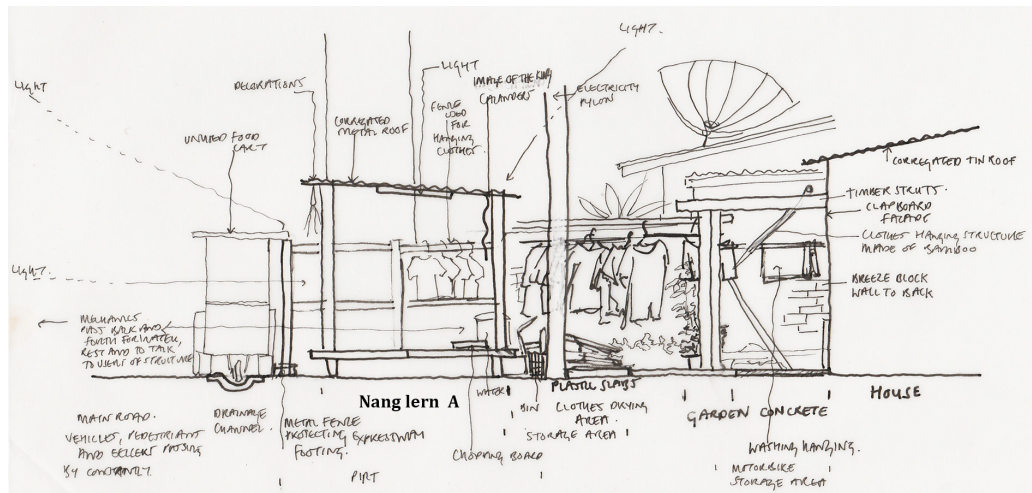 LIGHT.
LIGHT
DECORATIONS
LIGHT
IMAGE OF THE KING
CALANDERS
ELECTRICITY
PYLON
FENCE
USED
FOR
HANGING
CLOTHES.
CORREGATED
METAL ROOF
UNUSED FOOD
CART
CORREGATED TIN ROOF
TIMBER STRUTS.
CLAPBOARD
FACADE
CLOTHES HANGING STRUCTURE
MADE OF BAMBOO
BREEZE BLOCK
WALL TO BACK
LIGHT.
MECHANICS
PASS BACK AND
FORTH FOR WATER,
REST AND TO TALK
TO USERS OF STRUCTURE
Nang lern A
WATER
PLASTIC SLABS
BIN
CLOTHES DRYING
AREA.
STORAGE AREA
GARDEN CONCRETE
HOUSE
MAIN ROAD.
VEHICLES, PEDESTRIANS
AND SELLERS PASSING
BY CONSTANTLY.
DRAINAGE
CHANNEL.
METAL FENCE
PROTECTING EXPRESSWAY
FOOTING.
CHOPPING BOARD
WASHING HANGING.
MOTORBIKE
STORAGE AREA
DIRT